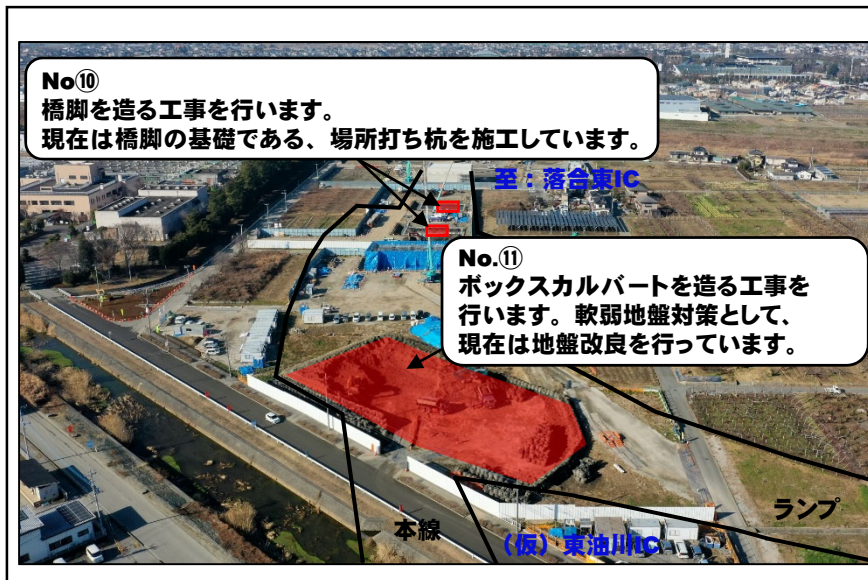 No⑩
橋脚を造る工事を行います。
現在は橋脚の基礎である、場所打ち杭を施工しています。
至：落合東IC
No.⑪
ボックスカルバートを造る工事を
行います。軟弱地盤対策として、
現在は地盤改良を行っています。
ランプ
本線
（仮）東油川IC